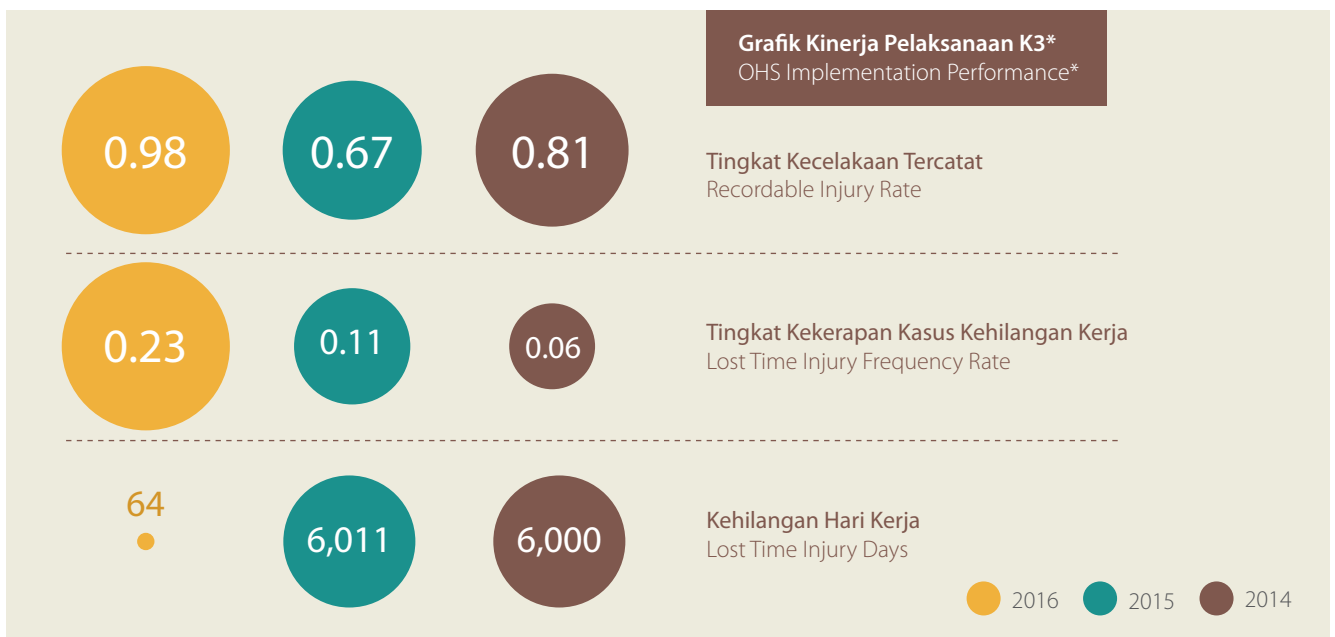 Grafik Kinerja Pelaksanaan K3*
OHS Implementation Performance*
0.98 0.67 0.81
Tingkat Kecelakaan Tercatat
Recordable Injury Rate
0.23 0.11 0.06
Tingkat Kekerapan Kasus Kehilangan Kerja
Lost Time Injury Frequency Rate
64
6,011 6,000
Kehilangan Hari Kerja
Lost Time Injury Days
2016 2015 2014